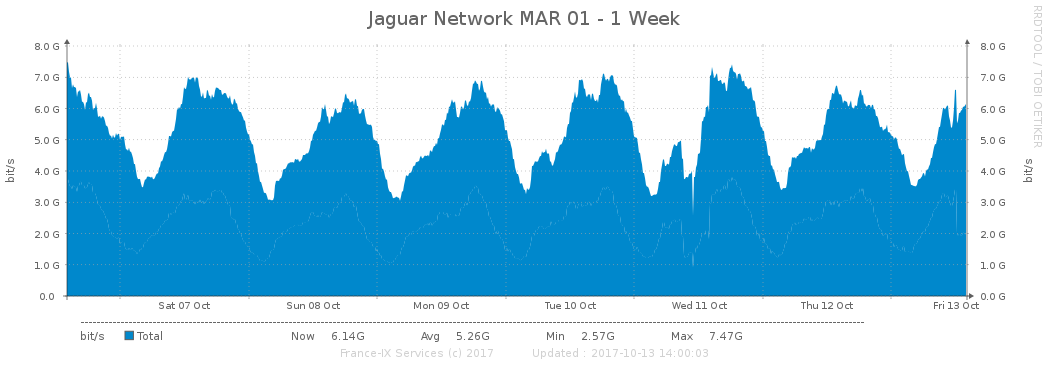 Jaguar Network MAR 01 - 1 Week
RRDTOOL / TOBI OETIKER
8.0 G 8.0 G
7.0 G 7.0 G
6.0 G 6.0 G
5.0 G 5.0 G
4.0 G 4.0 G
3.0 G 3.0 G
2.0 G 2.0 G
1.0 G 1.0 G
0.0 0.0 G
bit/s bit/s
Sat 07 Oct Sun 08 Oct Mon 09 Oct Tue 10 Oct Wed 11 Oct Thu 12 Oct Fri 13 Oct
bit/s Total Now 6.14G Avg 5.26G Min 2.57G Max 7.47G
France-IX Services (c) 2017 Updated : 2017-10-13 14:00:03